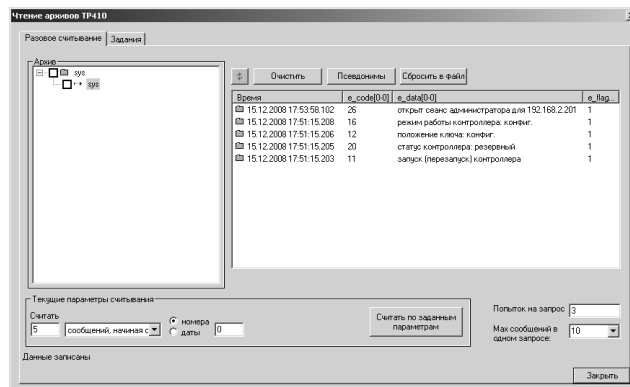 Чтение архивов TP410
Разовое считывание Задания
Архив
sys
sys
Очистить Псевдонимы Сбросить в файл
Время e_code[0-0] e_data[0-0] e_flag...
15.12.2008 17:53:58.102 26 открыт сеанс администратора для 192.168.2.201 1
15.12.2008 17:51:15.208 16 режим работы контроллера: конфиг. 1
15.12.2008 17:51:15.206 12 положение ключа: конфиг. 1
15.12.2008 17:51:15.205 20 статус контроллера: резервный 1
15.12.2008 17:51:15.203 11 запуск (перезапуск) контроллера 1
Текущие параметры считывания
Считать
5 сообщений, начиная с номера даты 0
Считать по заданным параметрам
Попыток на запрос 3
Мах сообщений в одном запросе: 10
Данные записаны
Закрыть